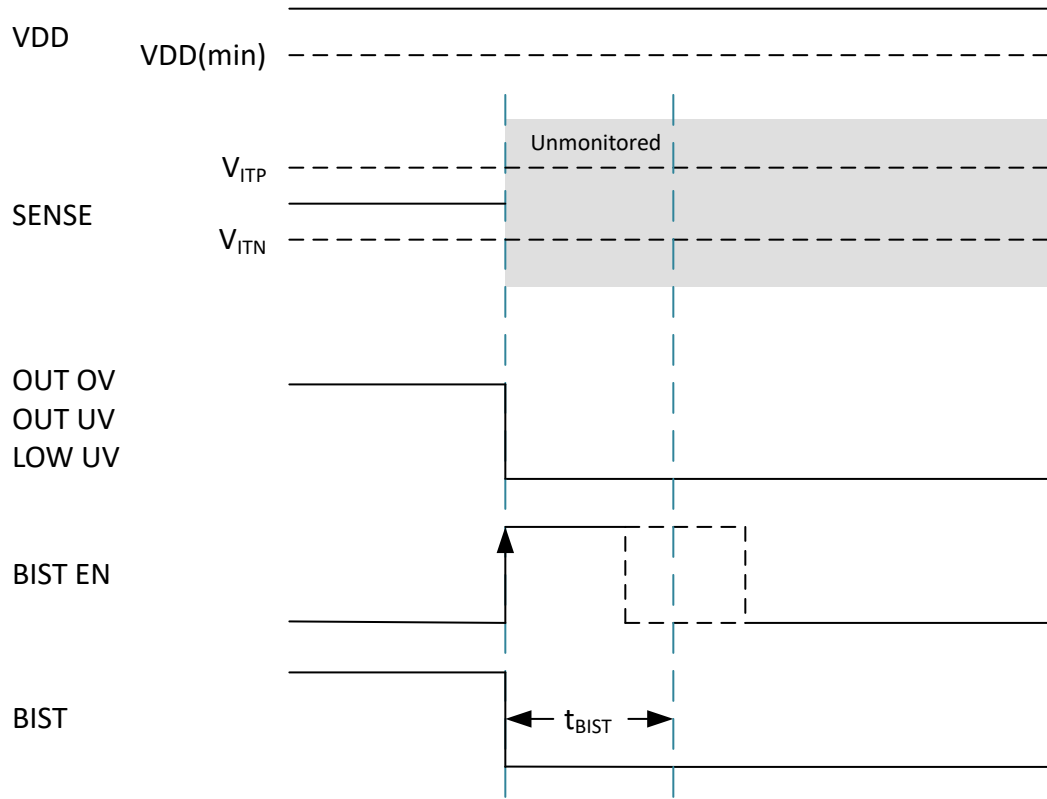 VDD
VDD(min)
Unmonitored
V_ITP
SENSE
V_ITN
OUT OV
OUT UV
LOW UV
BIST EN
BIST
t_BIST